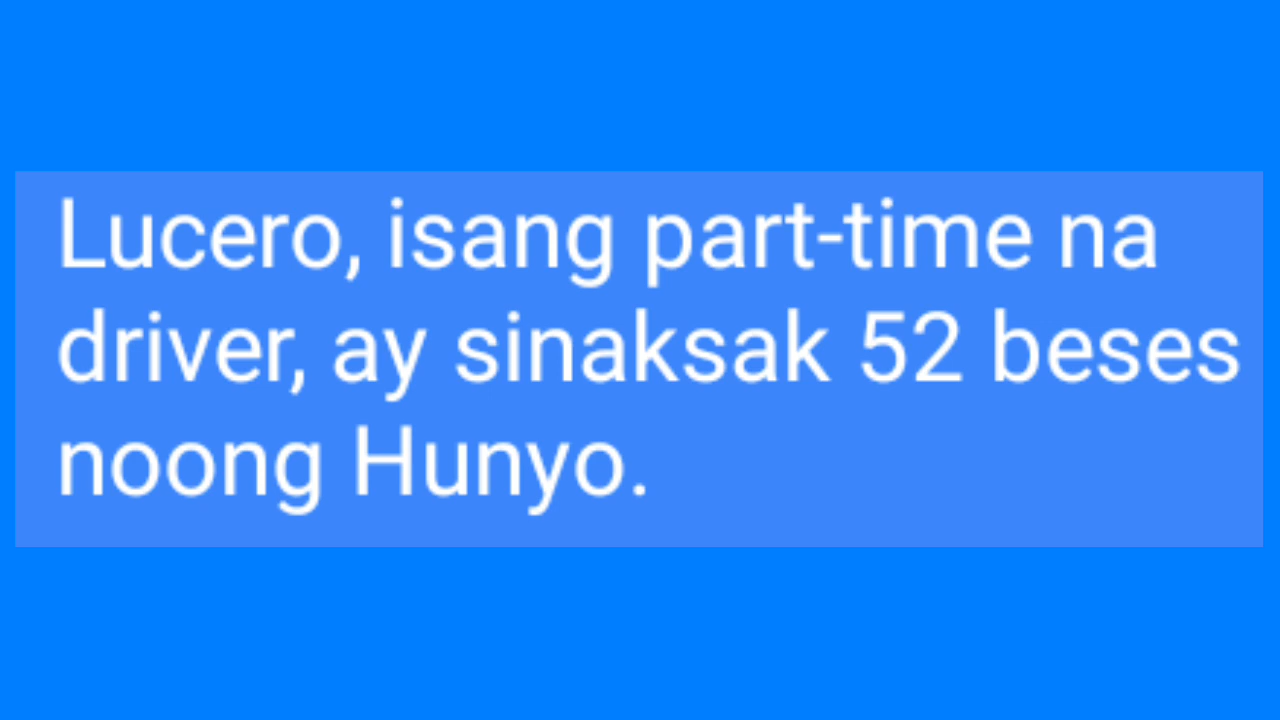 Lucero, isang part-time na
driver, ay sinaksak 52 beses
noong Hunyo.